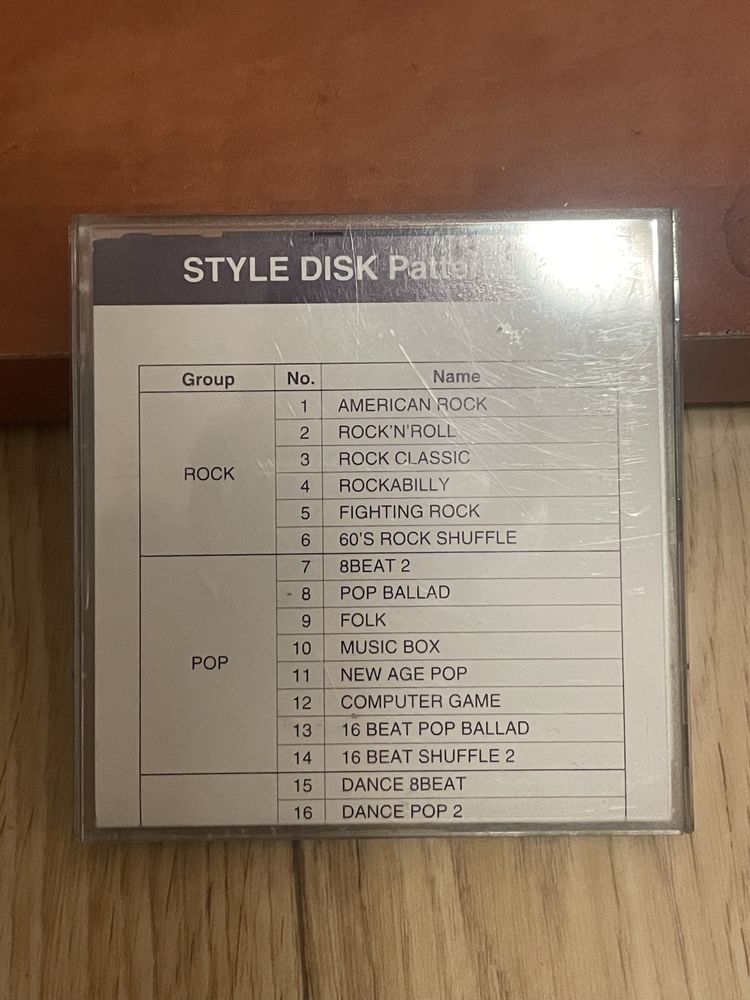 STYLE DISK
Group No. Name
1 AMERICAN ROCK
2 ROCK'N'ROLL
3 ROCK CLASSIC
ROCK
4 ROCKABILLY
5 FIGHTING ROCK
6 60'S ROCK SHUFFLE
7 8BEAT 2
8 POP BALLAD
9 FOLK
10 MUSIC BOX
POP
11 NEW AGE POP
12 COMPUTER GAME
13 16 BEAT POP BALLAD
14 16 BEAT SHUFFLE 2
15 DANCE 8BEAT
16 DANCE POP 2